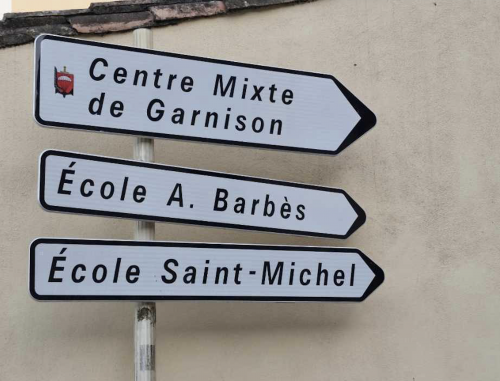 Centre Mixte
de Garnison
École A. Barbès
École Saint-Michel